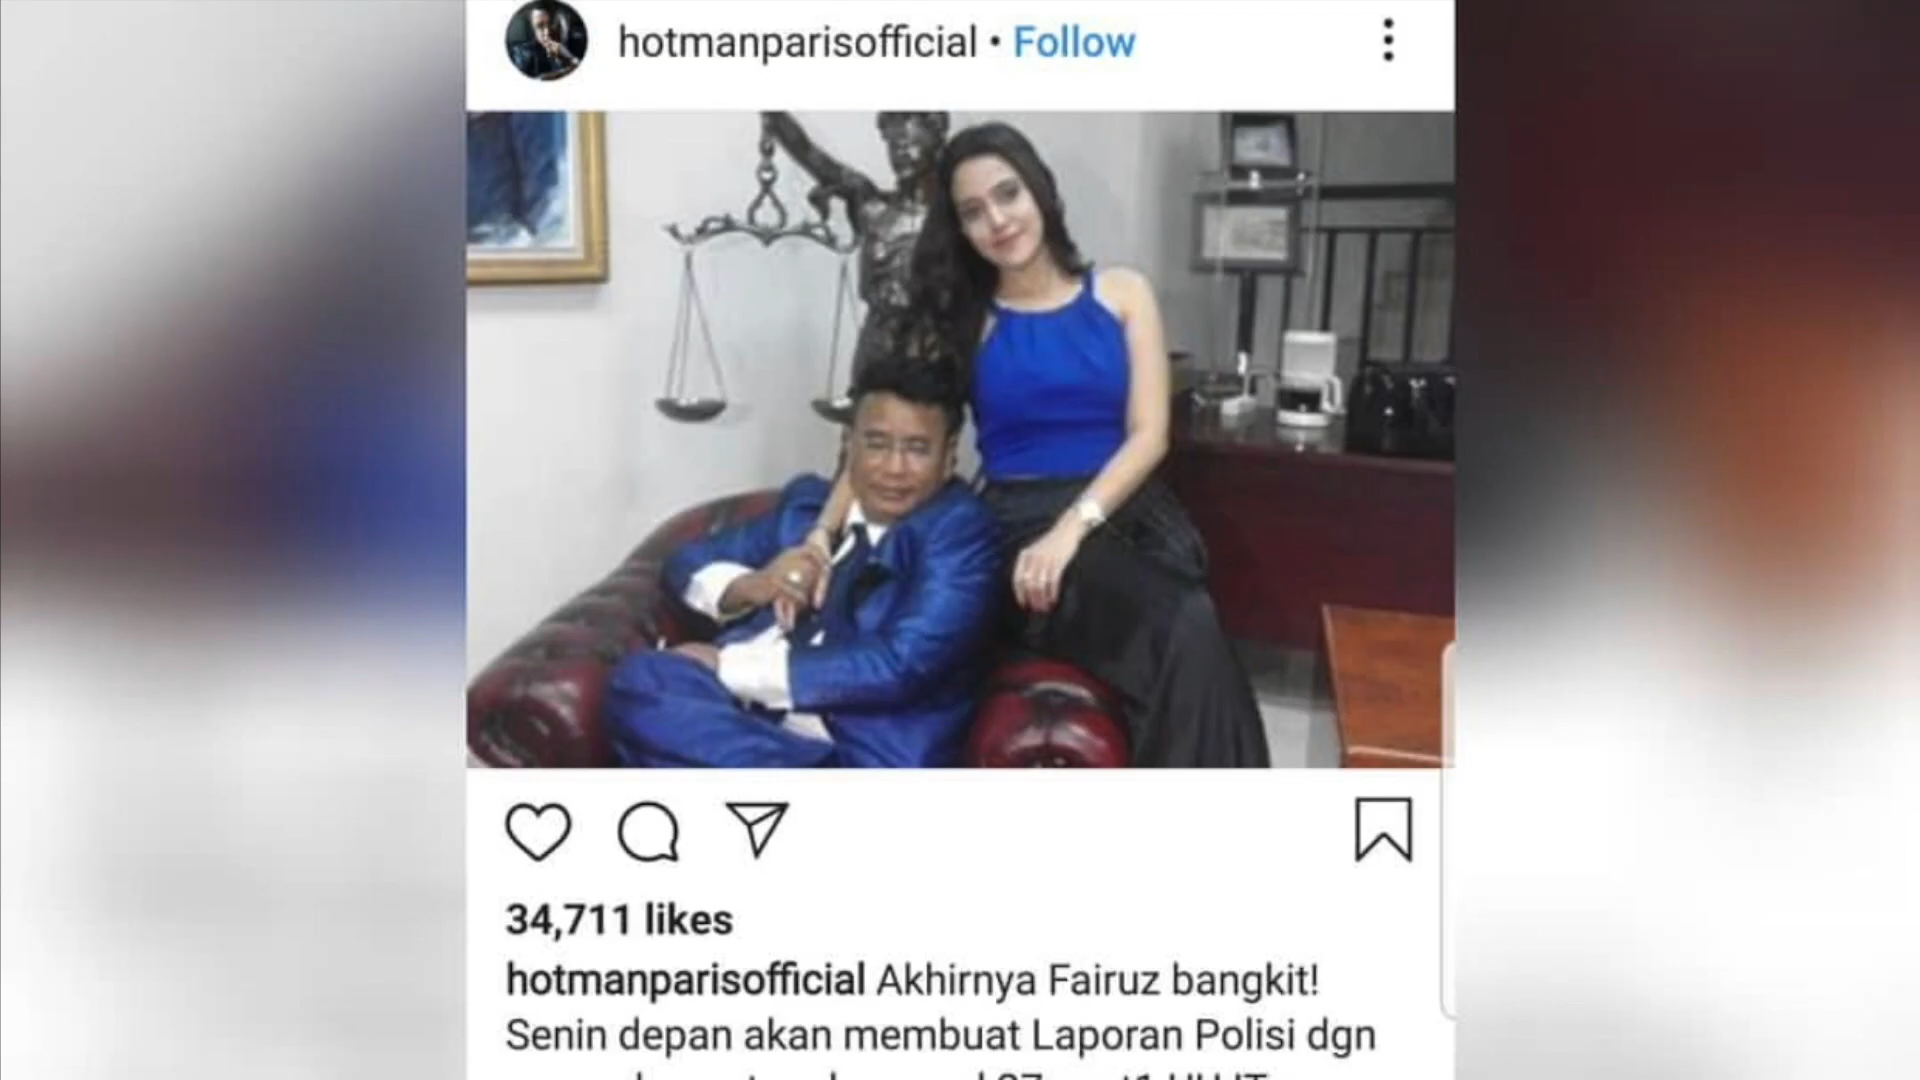 hotmanparisofficial • Follow
34,711 likes
hotmanparisofficial Akhirnya Fairuz bangkit!
Senin depan akan membuat Laporan Polisi dgn